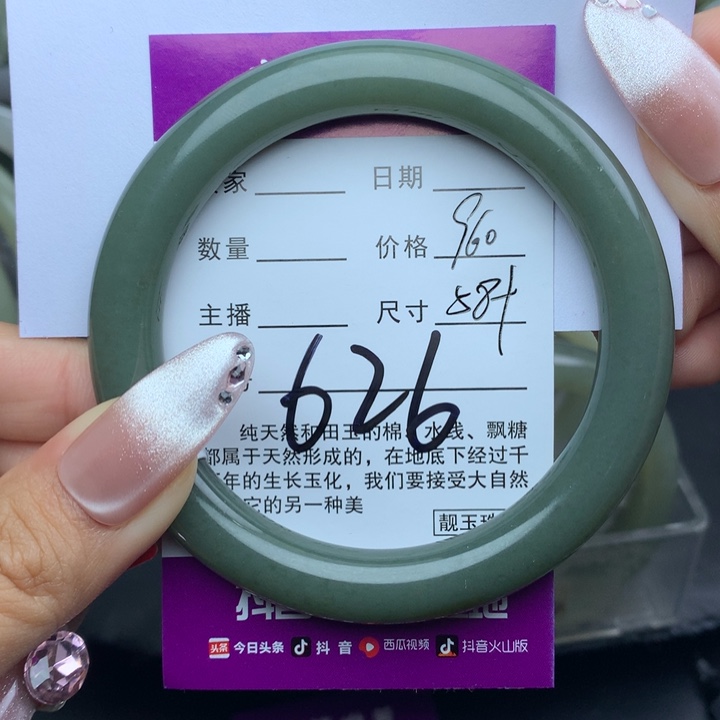 家 日期
数量 价格 960
主播 尺寸 58+
626
纯天然和田玉的棉、水线、飘糖
都属于天然形成的，在地底下经过千
年的生长玉化，我们要接受大自然
它的另一种美
靓玉珠
头条 今日头条 抖音 西瓜视频 抖音火山版